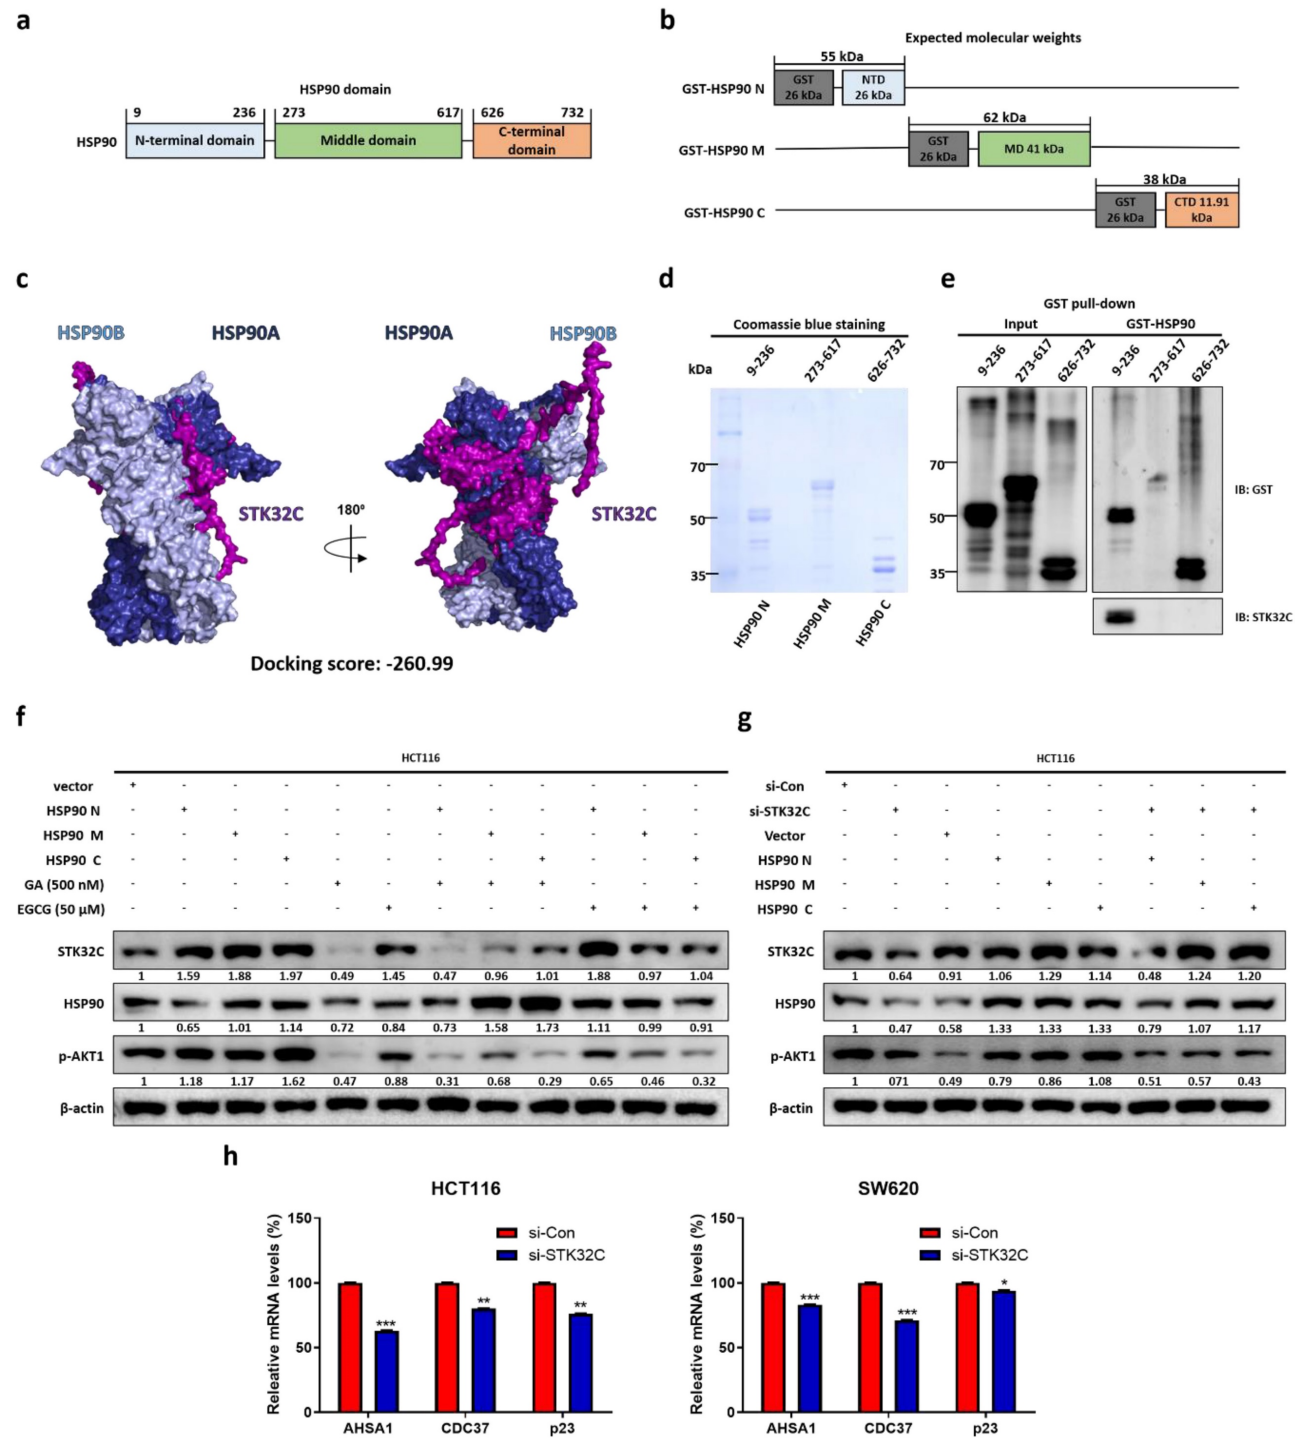 a
HSP90 domain
9 236 273 617 626 732
HSP90 N-terminal domain Middle domain C-terminal domain
b
Expected molecular weights
55 kDa
GST-HSP90 N GST 26 kDa NTD 26 kDa
62 kDa
GST-HSP90 M GST 26 kDa MD 41 kDa
38 kDa
GST-HSP90 C GST 26 kDa CTD 11.91 kDa
c
HSP90B HSP90A HSP90A HSP90B
STK32C 180° STK32C
Docking score: -260.99
d
Coomassie blue staining
kDa 9-236 273-617 626-732
70
50
35
HSP90 N HSP90 M HSP90 C
e
GST pull-down
Input GST-HSP90
9-236 273-617 626-732 9-236 273-617 626-732
70
50
35
IB: GST
IB: STK32C
f
HCT116
vector + - - - - - - - - - - -
HSP90 N - + - - - - + - - + - -
HSP90 M - - + - - - - + - - + -
HSP90 C - - - + - - - - + - - +
GA (500 nM) - - - - + - + + + - - -
EGCG (50 μM) - - - - - + - - - + + +
STK32C
1 1.59 1.88 1.97 0.49 1.45 0.47 0.96 1.01 1.88 0.97 1.04
HSP90
1 0.65 1.01 1.14 0.72 0.84 0.73 1.58 1.73 1.11 0.99 0.91
p-AKT1
1 1.18 1.17 1.62 0.47 0.88 0.31 0.68 0.29 0.65 0.46 0.32
β-actin
g
HCT116
si-Con + - - - - - - - -
si-STK32C - + - - - - + + +
Vector - - + - - - - - -
HSP90 N - - - + - - + - -
HSP90 M - - - - + - - + -
HSP90 C - - - - - + - - +
STK32C
1 0.64 0.91 1.06 1.29 1.14 0.48 1.24 1.20
HSP90
1 0.47 0.58 1.33 1.33 1.33 0.79 1.07 1.17
p-AKT1
1 071 0.49 0.79 0.86 1.08 0.51 0.57 0.43
β-actin
h
HCT116
Releative mRNA levels (%)
150
100
50
0
si-Con
si-STK32C
*** ** **
AHSA1 CDC37 p23
SW620
Releative mRNA levels (%)
150
100
50
0
si-Con
si-STK32C
*** *** *
AHSA1 CDC37 p23